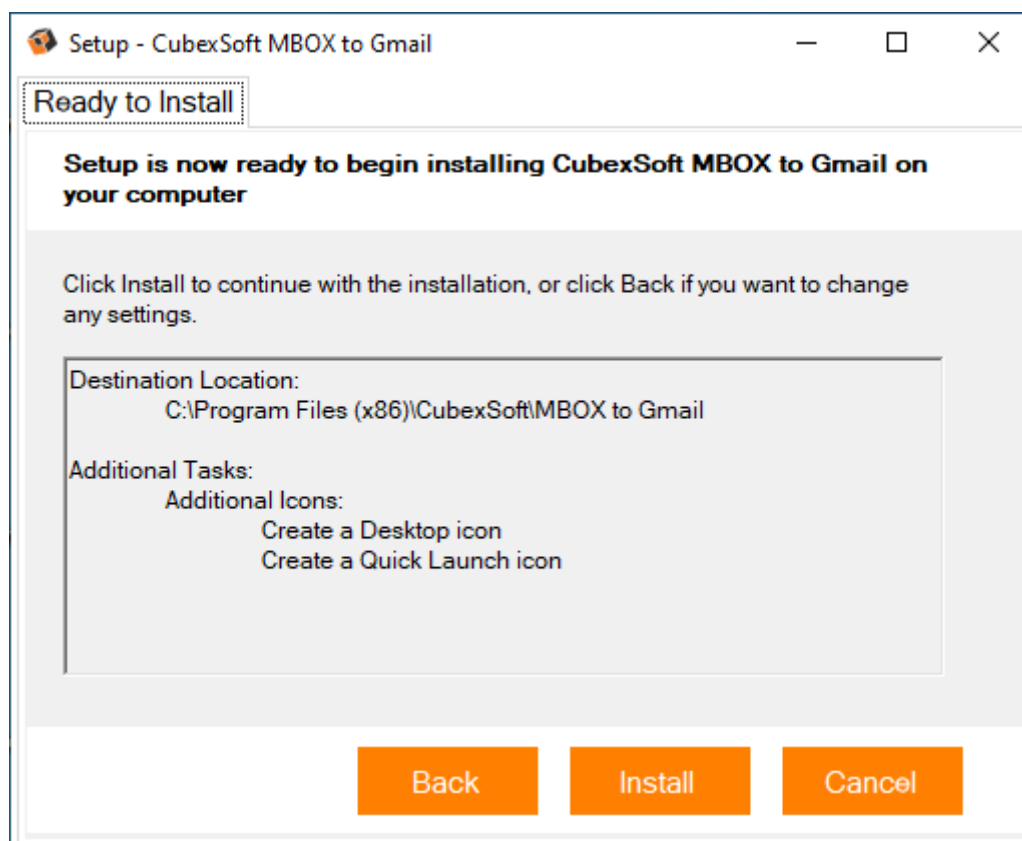 Setup - CubexSoft MBOX to Gmail
Ready to Install
Setup is now ready to begin installing CubexSoft MBOX to Gmail on
your computer
Click Install to continue with the installation, or click Back if you want to change
any settings.
Destination Location:
C:\Program Files (x86)\CubexSoft\MBOX to Gmail
Additional Tasks:
Additional Icons:
Create a Desktop icon
Create a Quick Launch icon
Back Install Cancel